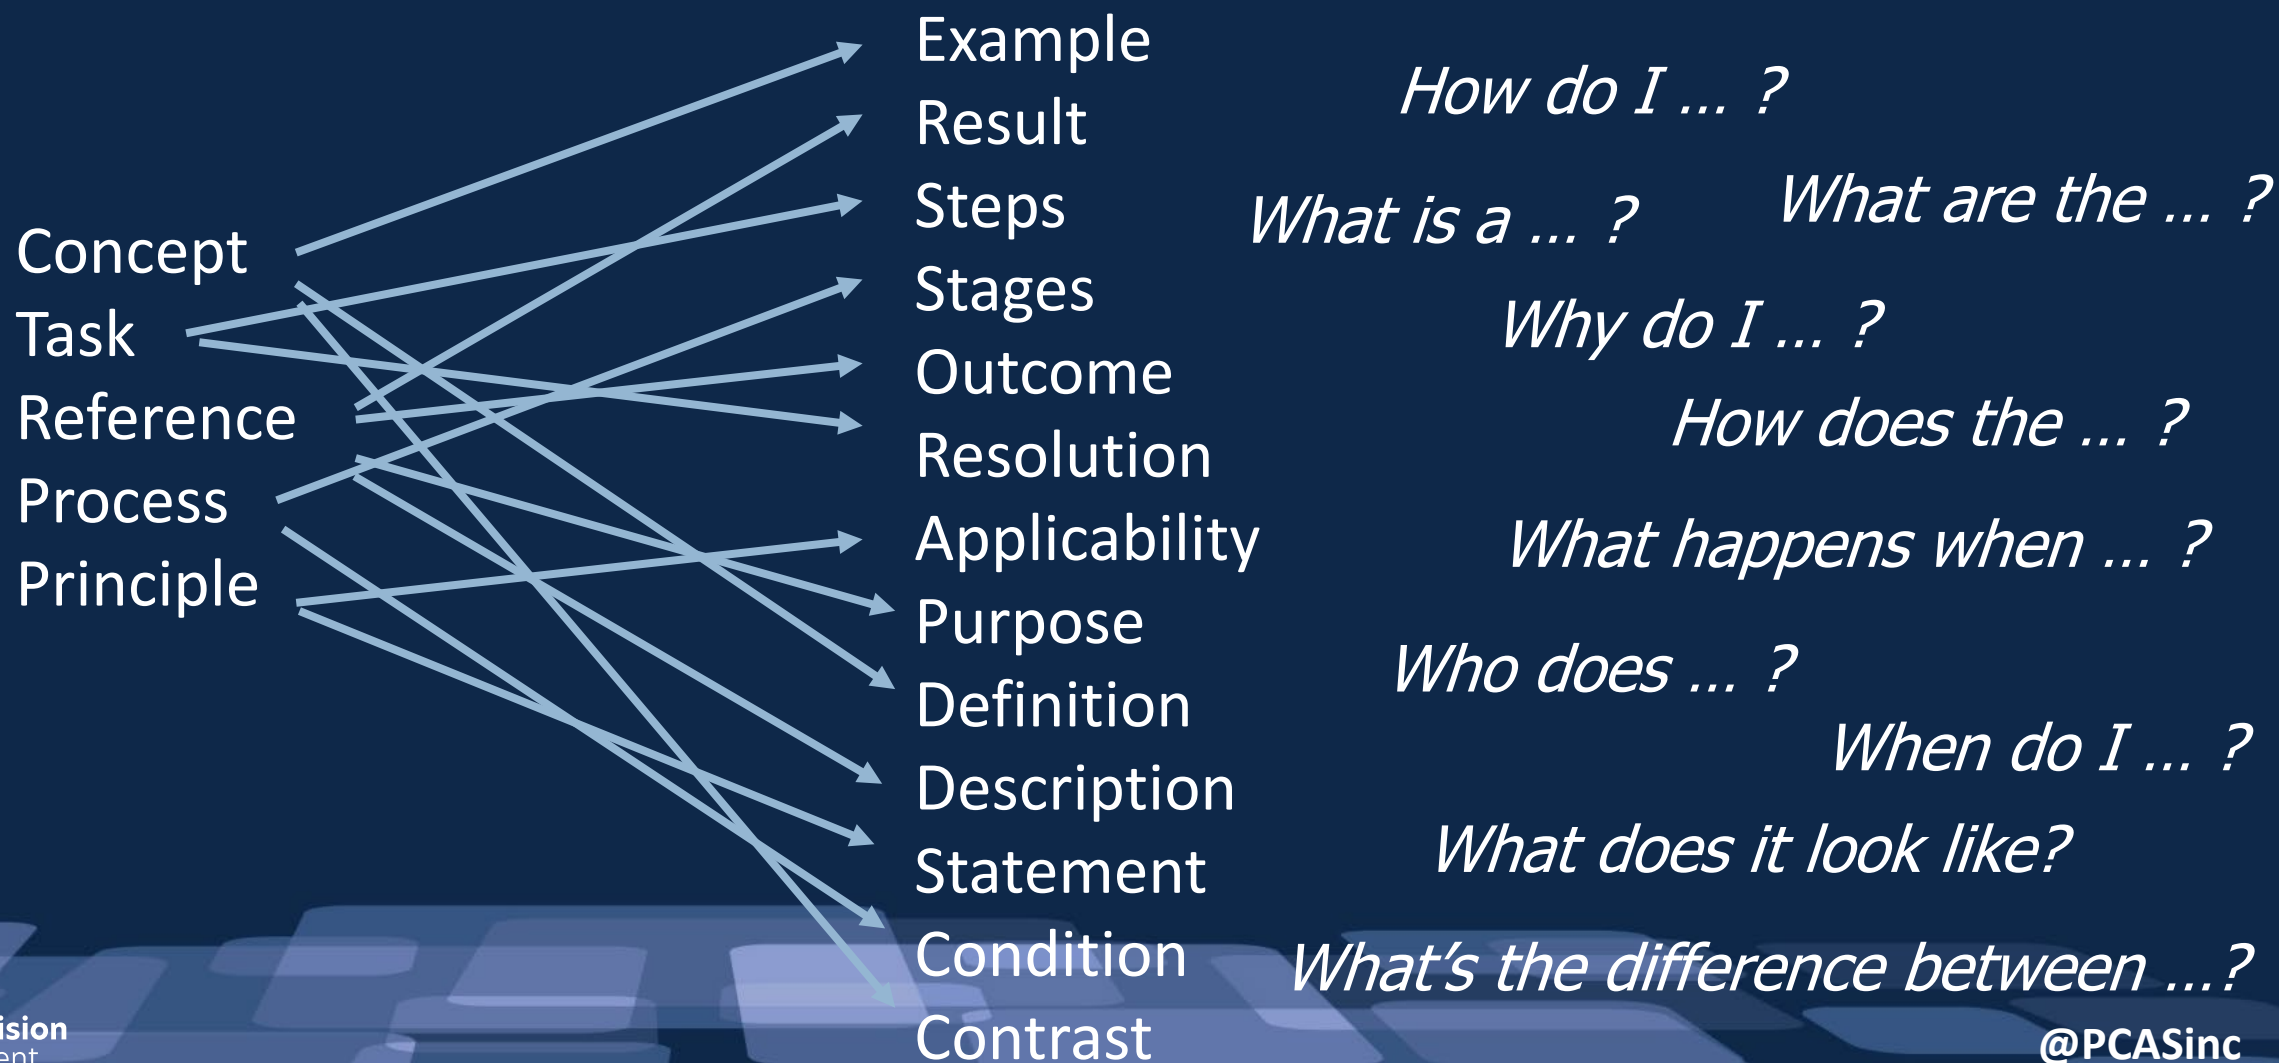 Concept
Task
Reference
Process
Principle
Example
Result
Steps
Stages
Outcome
Resolution
Applicability
Purpose
Definition
Description
Statement
Condition
Contrast
How do I ... ?
What are the ... ?
What is a ... ?
Why do I ... ?
How does the ... ?
What happens when ... ?
Who does ... ?
When do I ... ?
What does it look like?
What’s the difference between ...?
ision
ent
@PCASinc